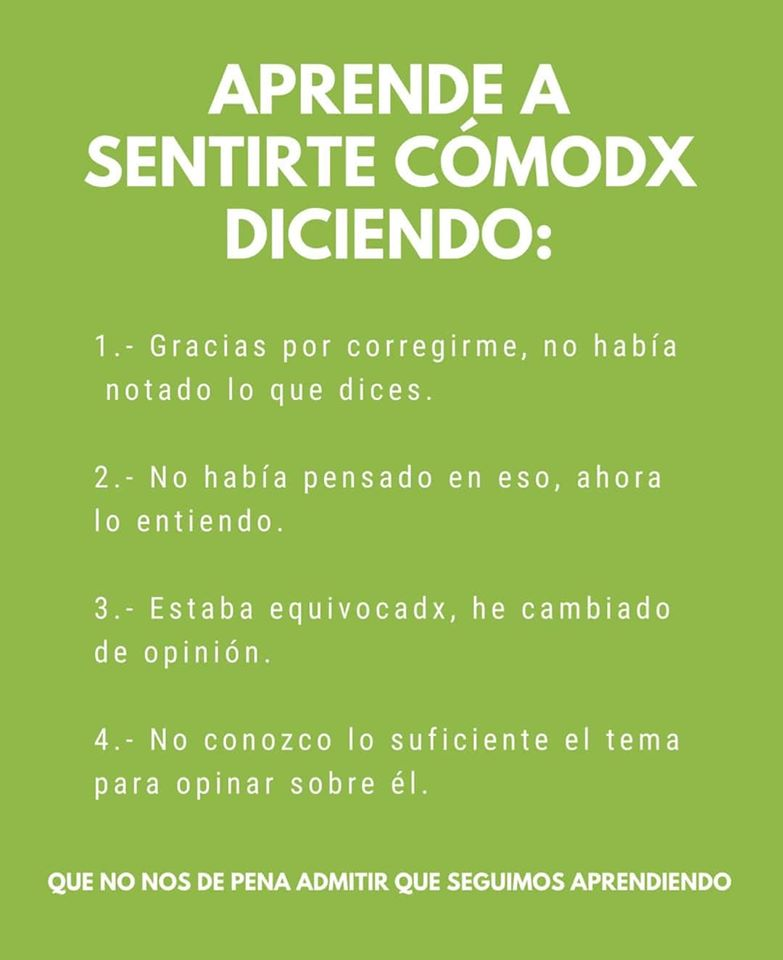 APRENDE A
SENTIRTE CÓMODX
DICIENDO:
1.- Gracias por corregirme, no había
notado lo que dices.
2.- No había pensado en eso, ahora
lo entiendo.
3.- Estaba equivocadx, he cambiado
de opinión.
4.- No conozco lo suficiente el tema
para opinar sobre él.
QUE NO NOS DE PENA ADMITIR QUE SEGUIMOS APRENDIENDO